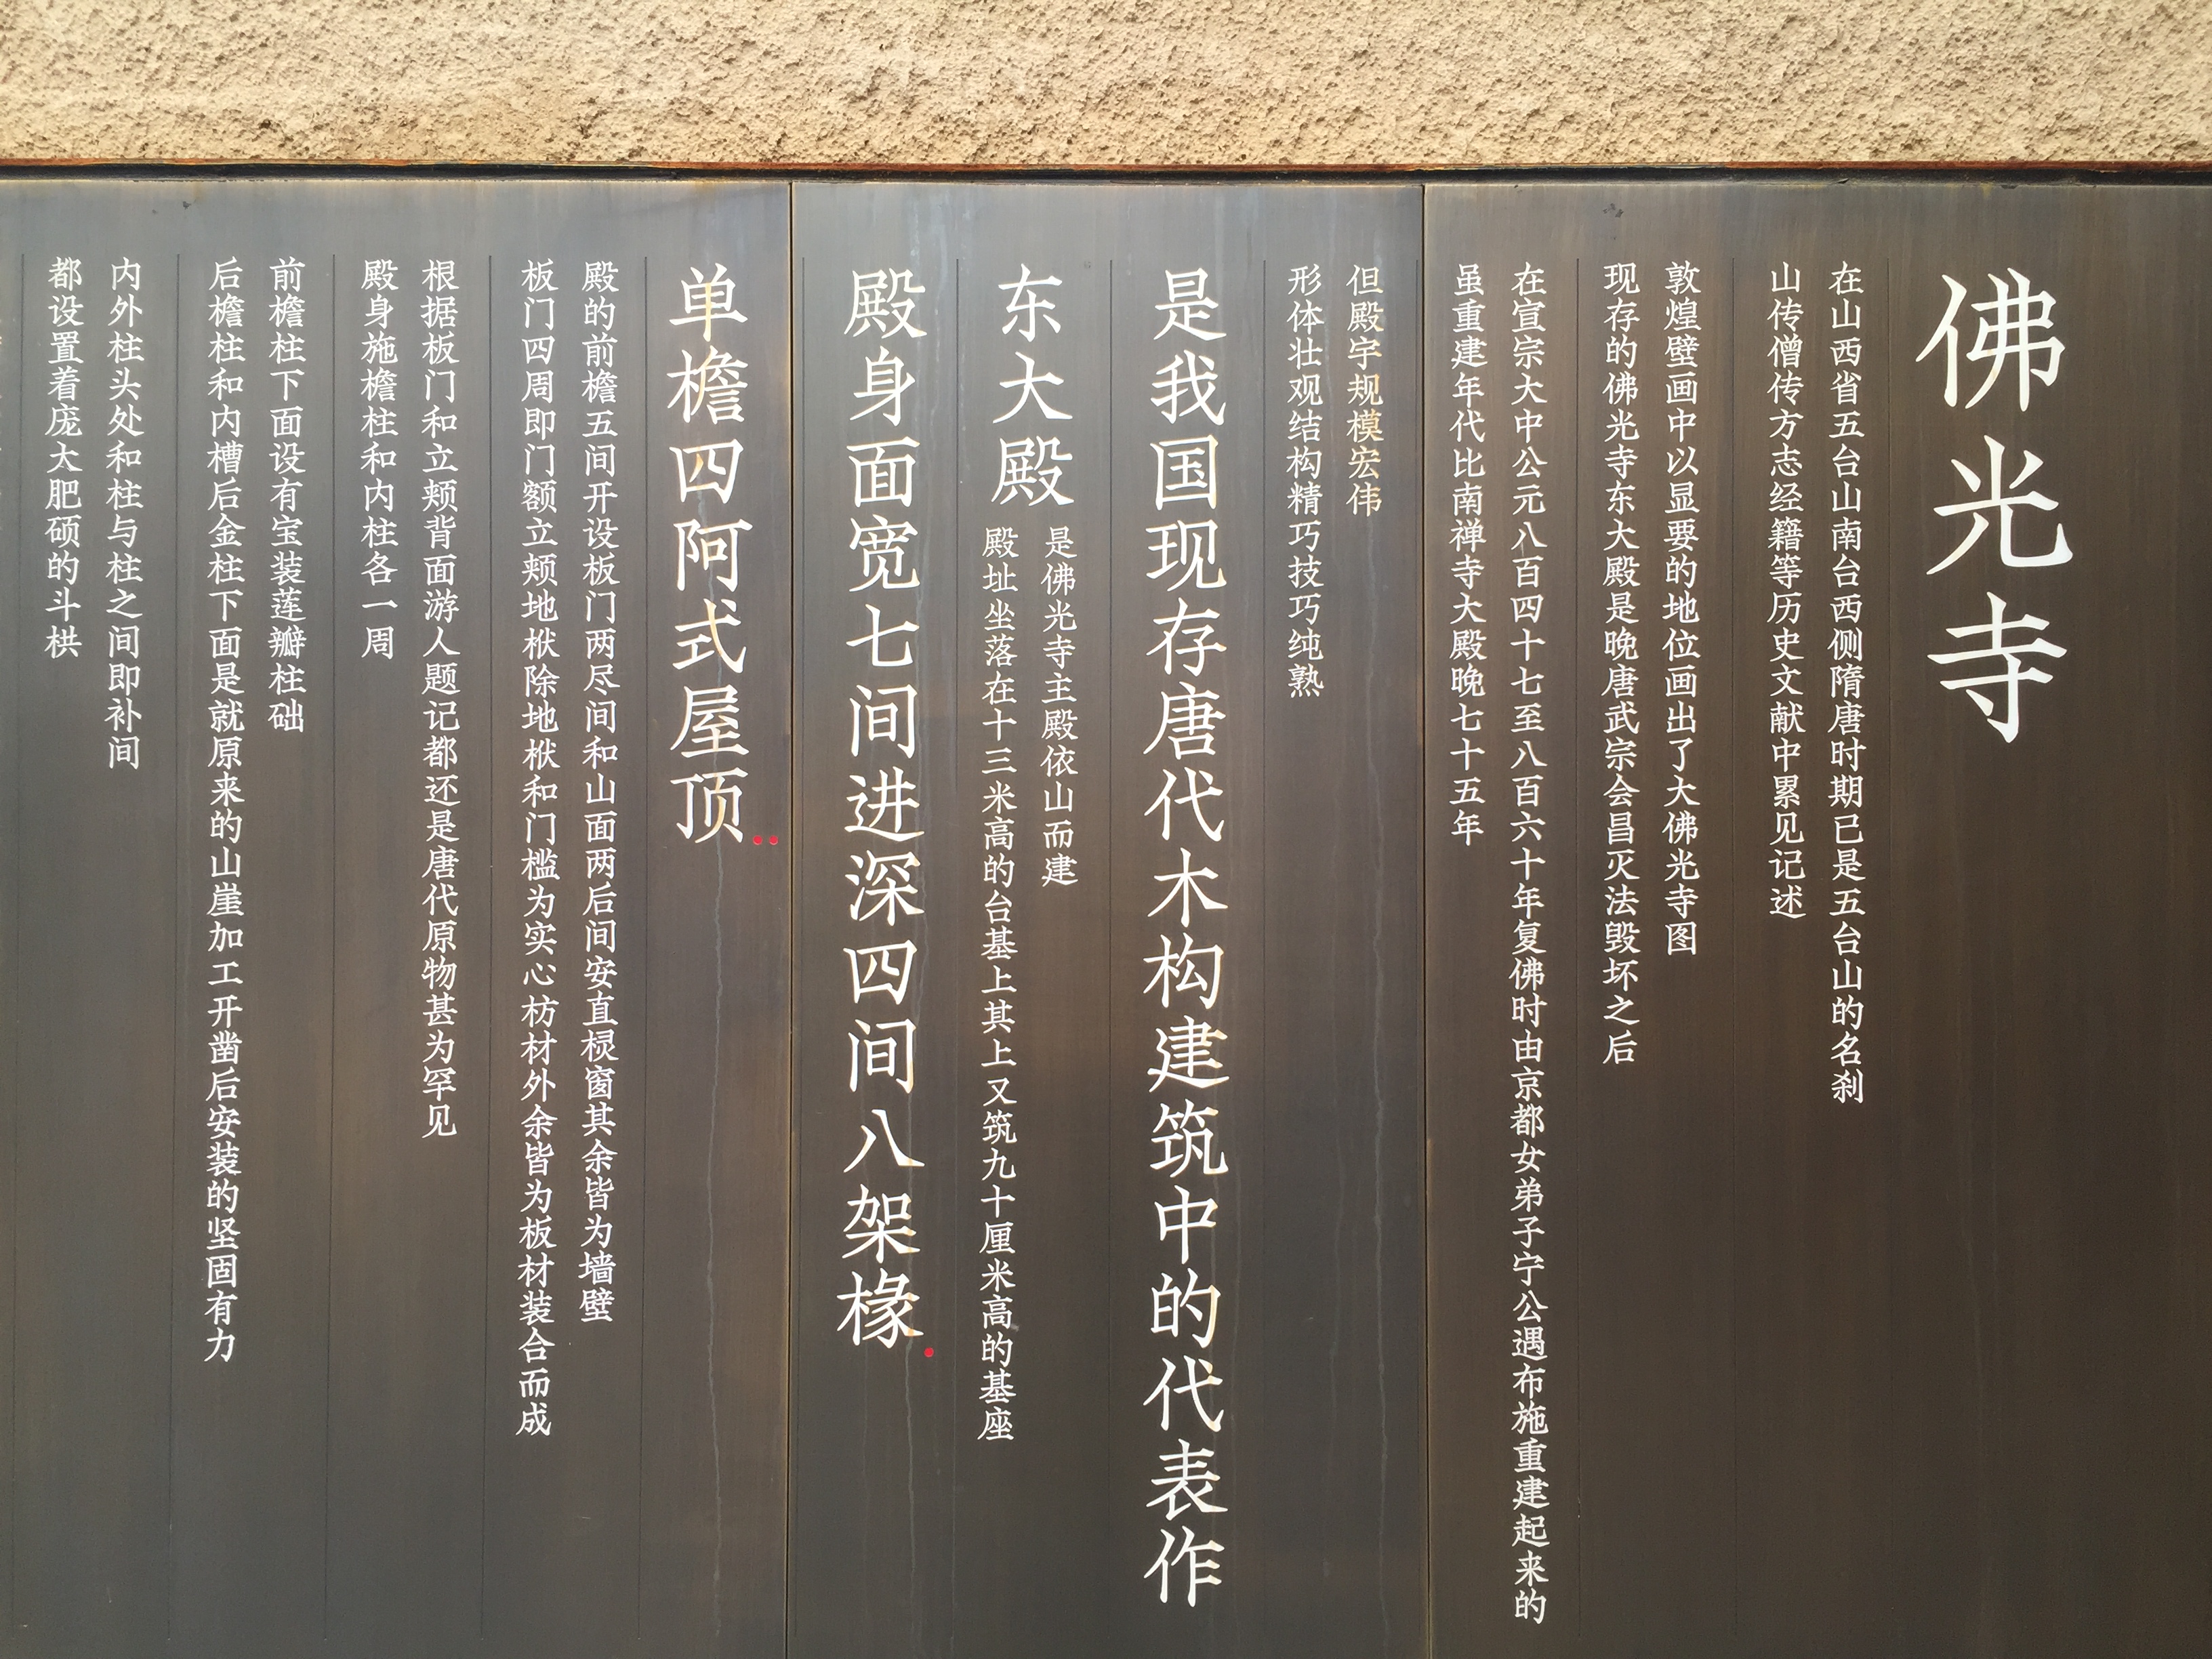 佛光寺
在山西省五台山南台西侧隋唐时期已是五台山的名刹
山传僧传方志经籍等历史文献中累见记述
敦煌壁画中以显要的地位画出了大佛光寺图
现存的佛光寺东大殿是晚唐武宗会昌灭法毁坏之后
在宣宗大中公元八百四十七至八百六十年复佛时由京都女弟子宁公遇布施重建起来的
虽重建年代比南禅寺大殿晚七十五年
但殿宇规模宏伟
形体壮观结构精巧技巧纯熟
是我国现存唐代木构建筑中的代表作
东大殿
是佛光寺主殿依山而建
殿址坐落在十三米高的台基上其上又筑九十厘米高的基座
殿身面宽七间进深四间八架椽
单檐四阿式屋顶
殿的前檐五间开设板门两尽间和山面两后间安直棂窗其余皆为墙壁
板门四周即门额立颊地栿除地栿和门槛为实心枋材外余皆为板材装合而成
根据板门和立颊背面游人题记都还是唐代原物甚为罕见
殿身施檐柱和内柱各一周
前檐柱下面设有宝装莲瓣柱础
后檐柱和内槽后金柱下面是就原来的山崖加工开凿后安装的坚固有力
内外柱头处和柱与柱之间即补间
都设置着庞大肥硕的斗栱